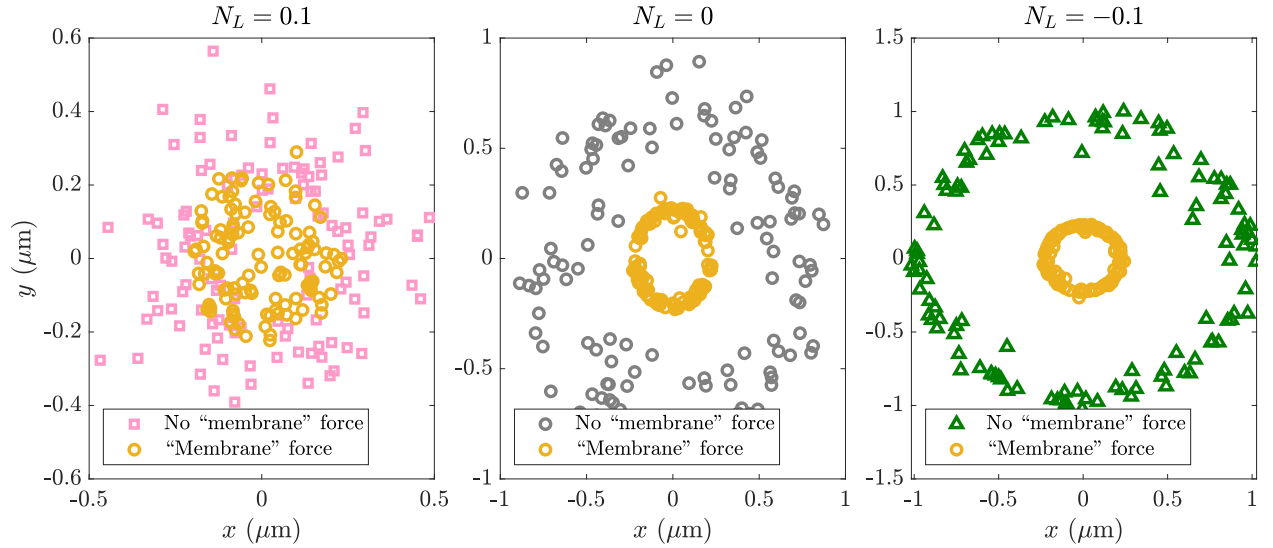 N_L = 0.1
N_L = 0
N_L = −0.1
0.6
0.4
0.2
0
-0.2
-0.4
-0.6
y (μm)
-0.5
0
0.5
x (μm)
No “membrane” force
“Membrane” force
1
0.5
0
-0.5
-1
-1
-0.5
0
0.5
1
x (μm)
No “membrane” force
“Membrane” force
1.5
1
0.5
0
-0.5
-1
-1.5
-1
-0.5
0
0.5
1
x (μm)
No “membrane” force
“Membrane” force